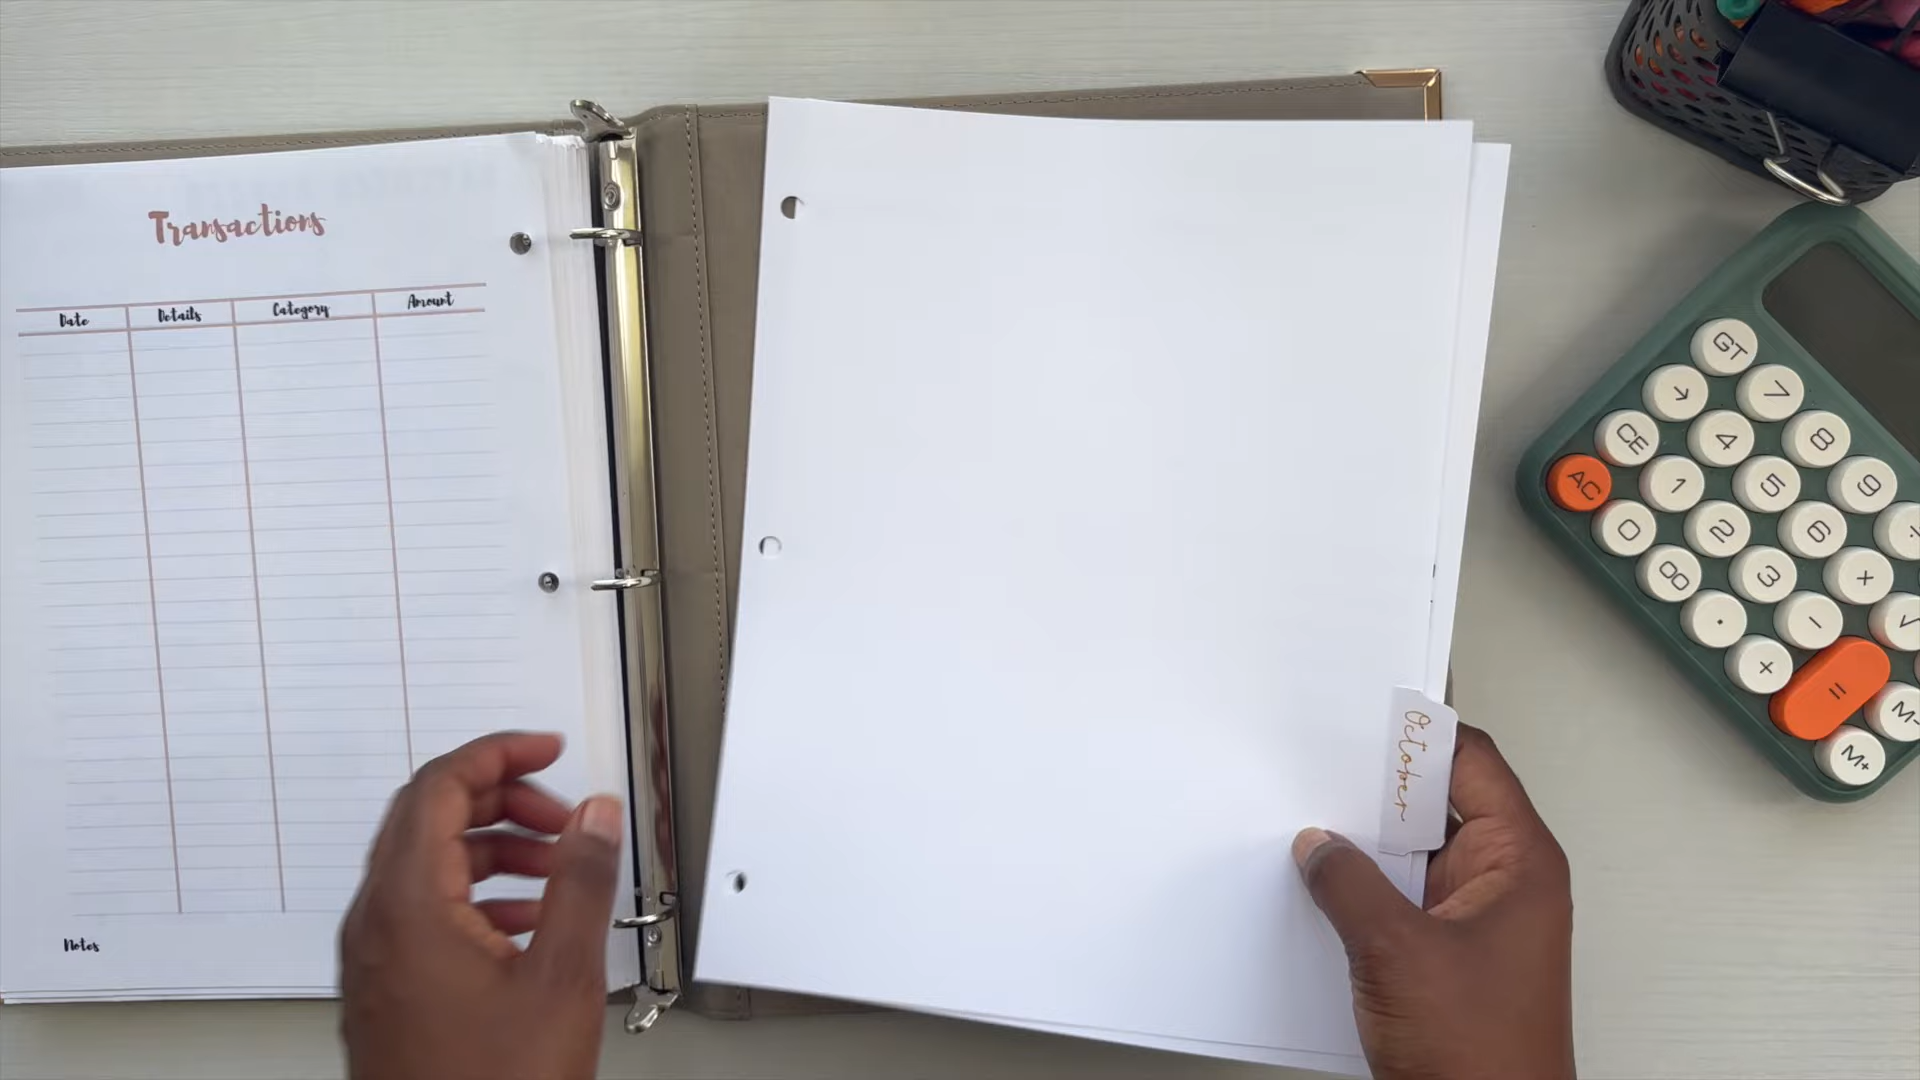 Transactions
Date Details Category Amount
Notes
October
GT
→ 7
CE 4 8
AC 1 5 9
0 2 6 ÷
00 3 +
. - √
+ = M-
M+